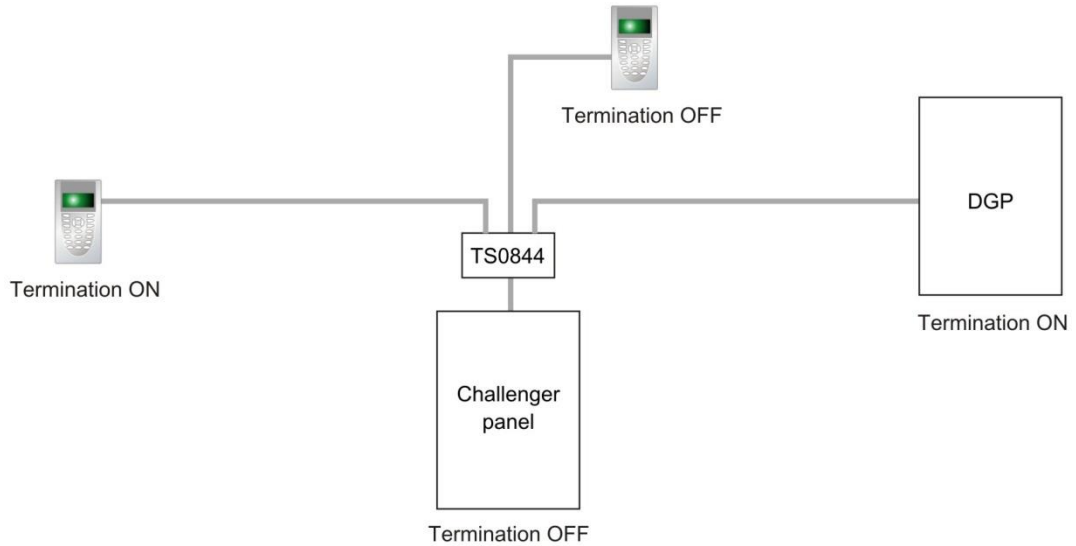 Termination OFF
DGP
TS0844
Termination ON
Termination ON
Challenger
panel
Termination OFF